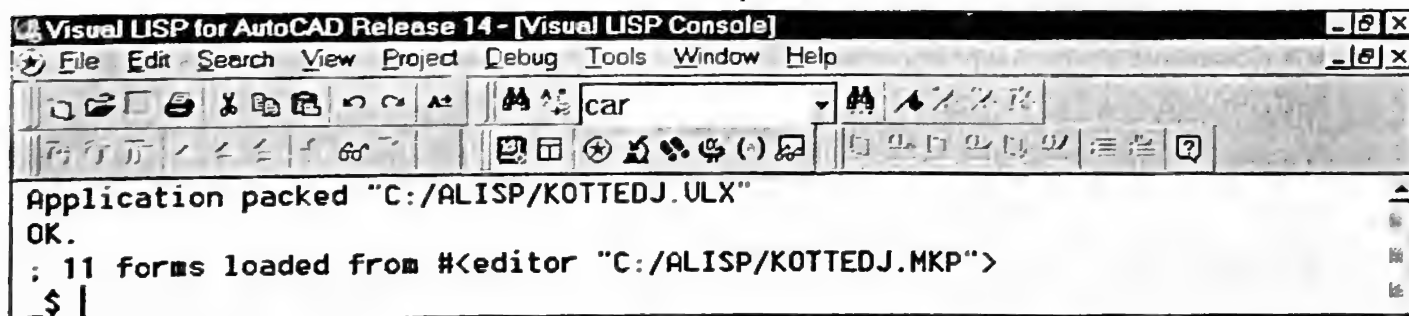 Visual LISP for AutoCAD Release 14 - [Visual LISP Console]
File Edit Search View Project Debug Tools Window Help
car
Application packed "C:/ALISP/KOTTEDJ.VLX"
OK.
; 11 forms loaded from #<editor "C:/ALISP/KOTTEDJ.MKP">
_$